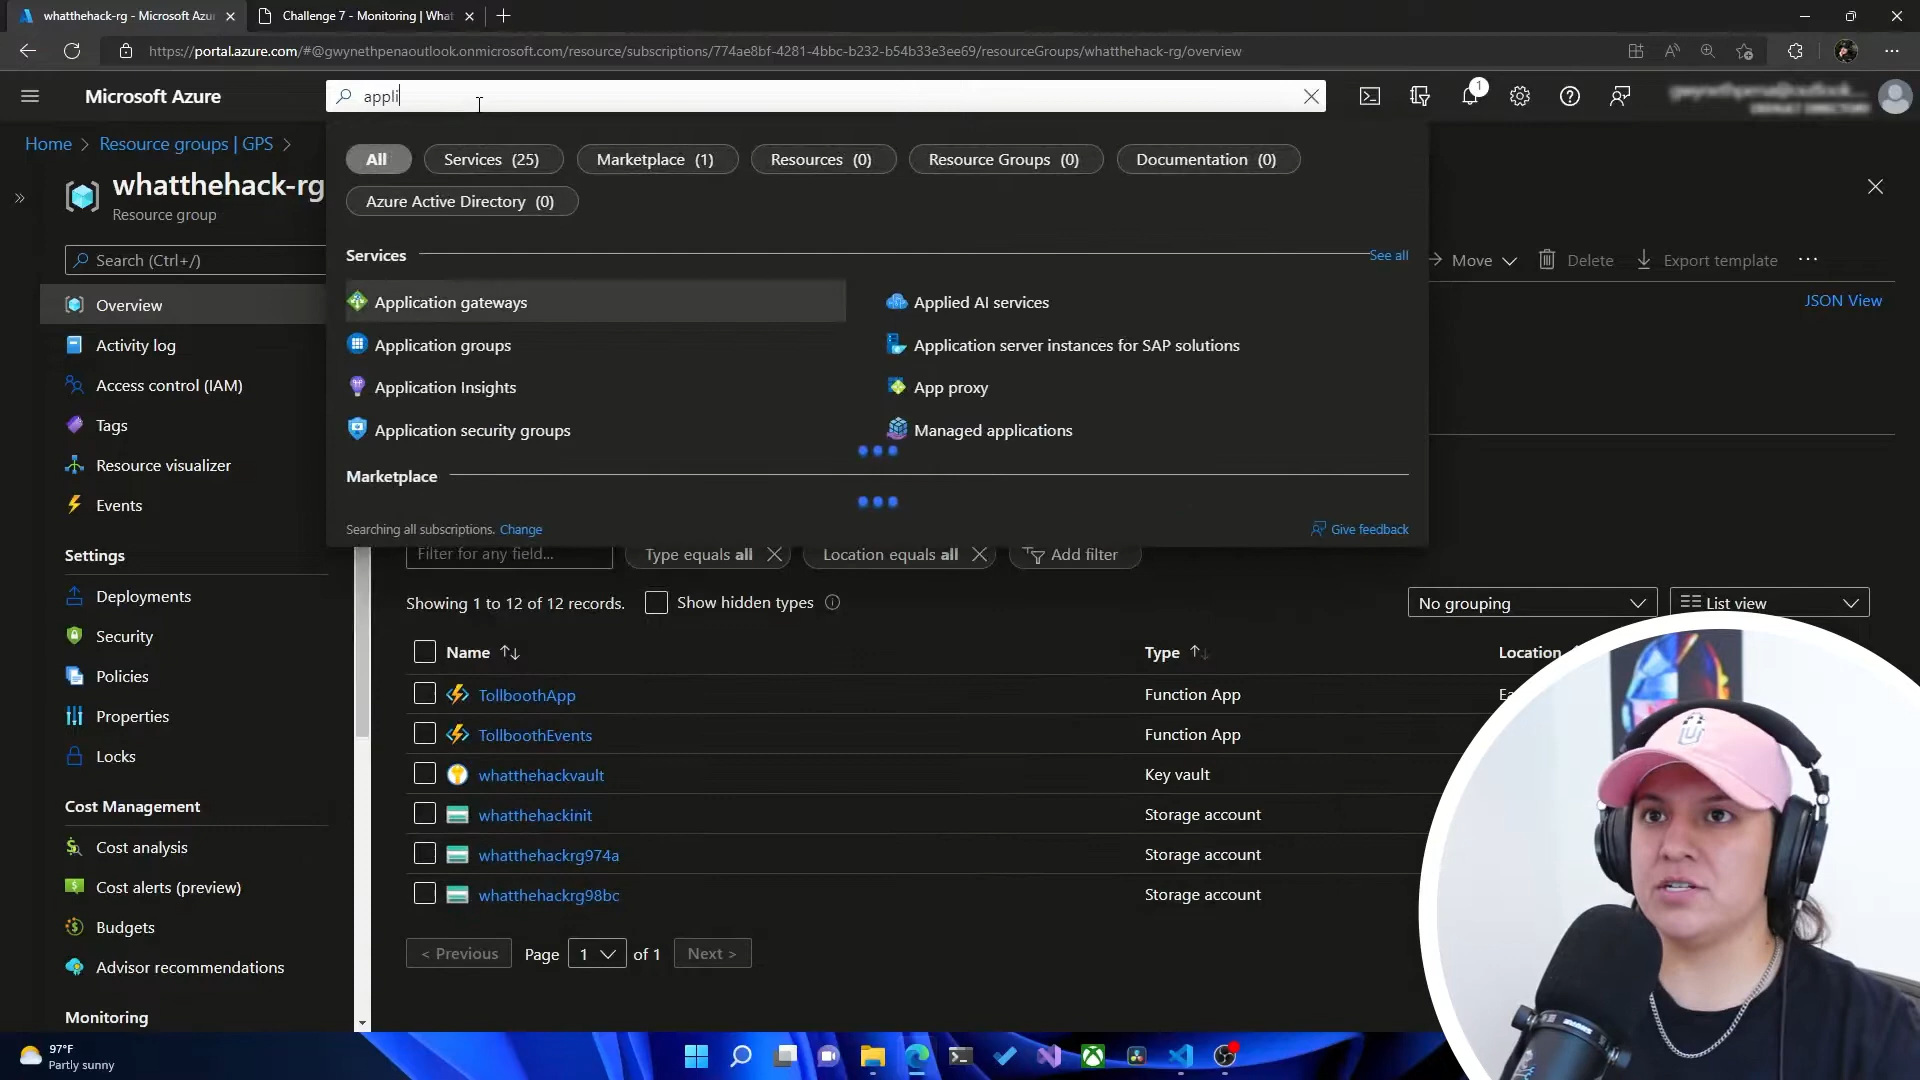 whatthehack-rg - Microsoft Azu
Challenge 7 - Monitoring | What
https://portal.azure.com/#@gwynethpenaoutlook.onmicrosoft.com/resource/subscriptions/774ae8bf-4281-4bbc-b232-b54b33e3ee69/resourceGroups/whatthehack-rg/overview
Microsoft Azure
appli
1
Home > Resource groups | GPS >
whatthehack-rg
Resource group
All
Services (25)
Marketplace (1)
Resources (0)
Resource Groups (0)
Documentation (0)
Azure Active Directory (0)
Services
See all
Application gateways
Applied AI services
Application groups
Application server instances for SAP solutions
Application Insights
App proxy
Application security groups
Managed applications
Marketplace
Searching all subscriptions. Change
Give feedback
Move
Delete
Export template
JSON View
Search (Ctrl+/)
Overview
Activity log
Access control (IAM)
Tags
Resource visualizer
Events
Settings
Deployments
Security
Policies
Properties
Locks
Cost Management
Cost analysis
Cost alerts (preview)
Budgets
Advisor recommendations
Monitoring
Filter for any field...
Type equals all
Location equals all
Add filter
Showing 1 to 12 of 12 records.
Show hidden types
No grouping
List view
Name
Type
Location
TollboothApp
Function App
TollboothEvents
Function App
whatthehackvault
Key vault
whatthehackinit
Storage account
whatthehackrg974a
Storage account
whatthehackrg98bc
Storage account
< Previous
Page
1
of 1
Next >
97°F
Partly sunny